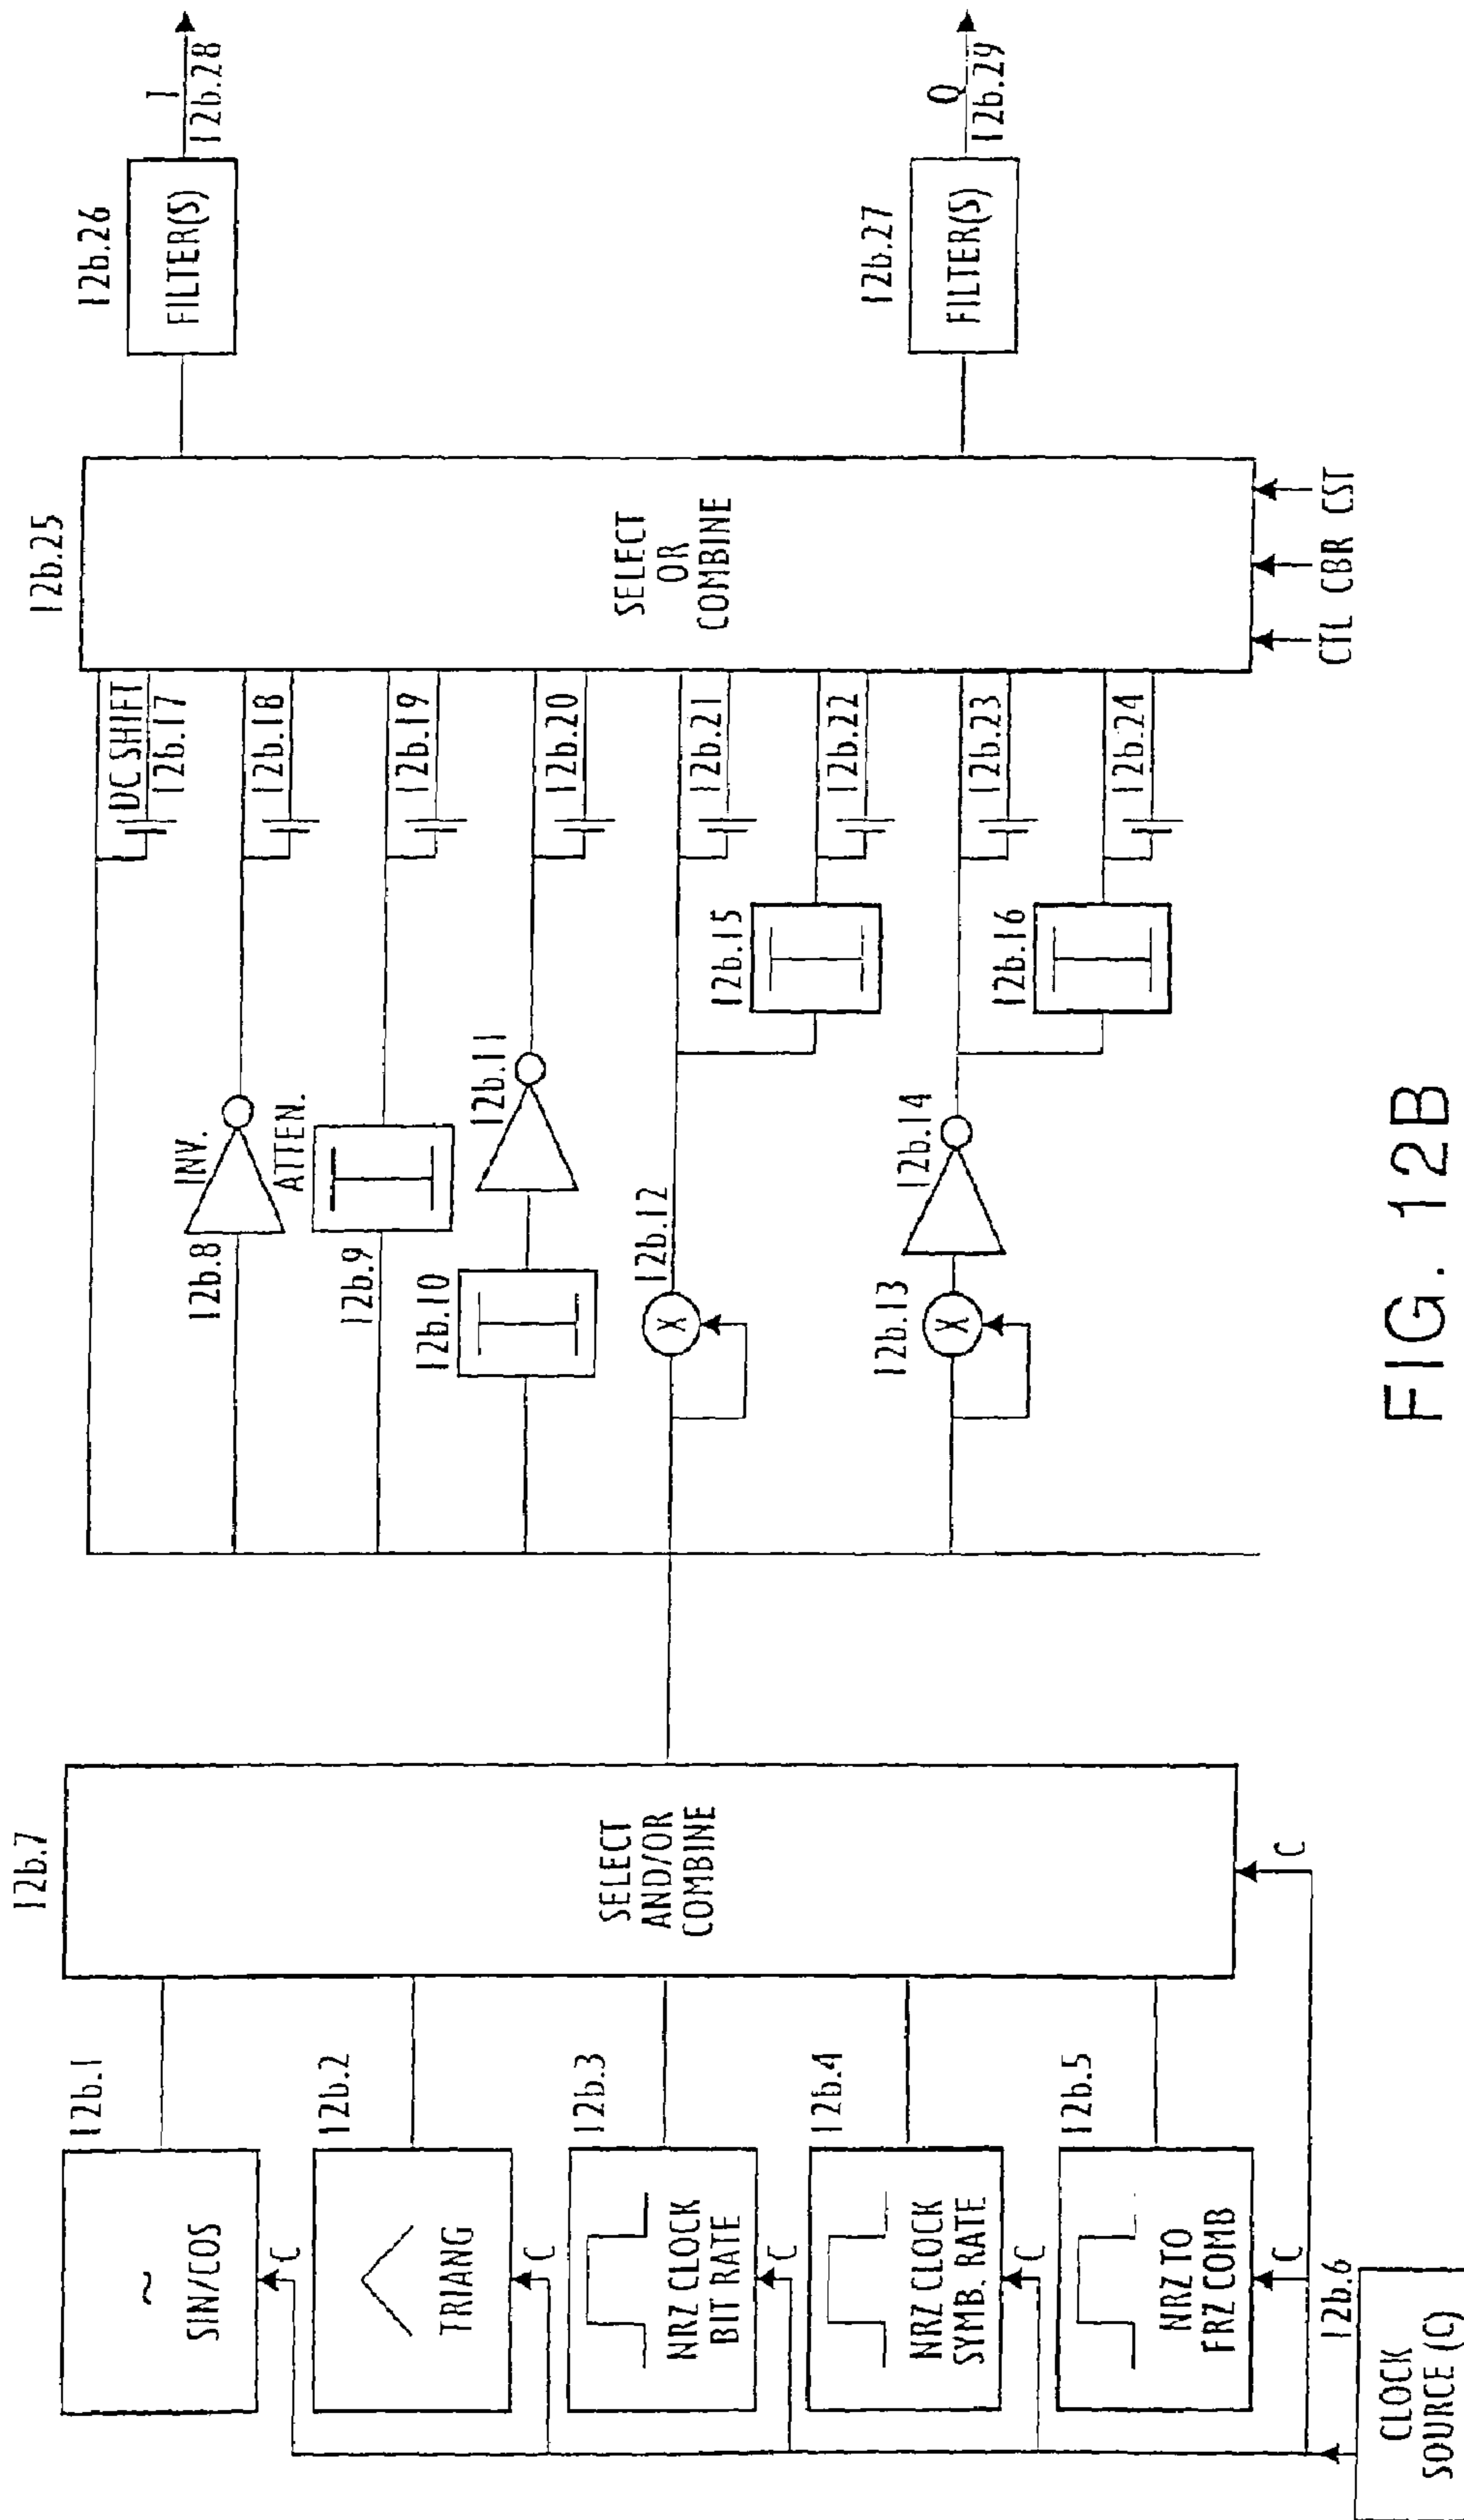 12b.1
~
SIN/COS
C
12b.2
TRIANG
C
12b.3
NRZ CLOCK
BIT RATE
C
12b.4
NRZ CLOCK
SYMB. RATE
C
12b.5
NRZ TO
FRZ COMB
C
12b.6
CLOCK
SOURCE (C)
12b.7
SELECT
AND/OR
COMBINE
C
INV.
12b.8
ATTEN.
12b.9
12b.10
12b.11
12b.12
X
12b.13
X
12b.14
12b.15
12b.16
DC SHIFT
12b.17
12b.18
12b.19
12b.20
12b.21
12b.22
12b.23
12b.24
12b.25
SELECT
OR
COMBINE
CTL CBR CST
12b.26
FILTER(S)
I
12b.28
12b.27
FILTER(S)
Q
12b.29
FIG. 12B